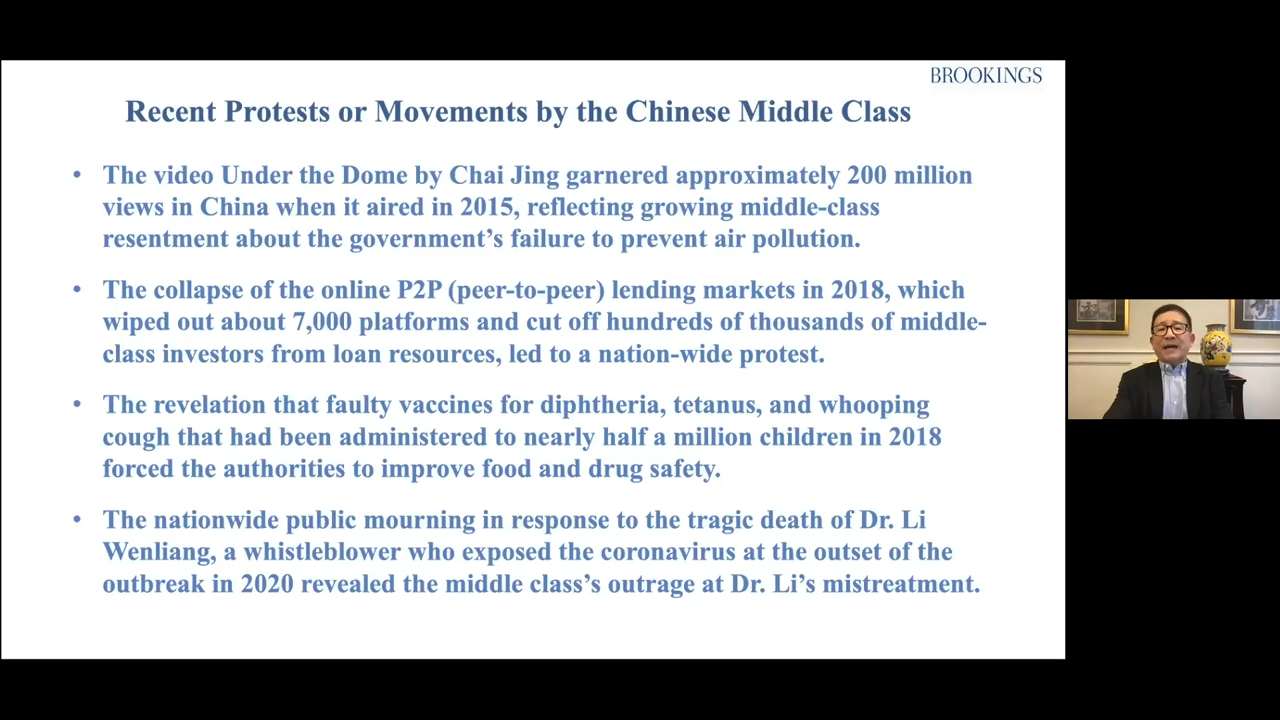 BROOKINGS
Recent Protests or Movements by the Chinese Middle Class
• The video Under the Dome by Chai Jing garnered approximately 200 million
views in China when it aired in 2015, reflecting growing middle-class
resentment about the government's failure to prevent air pollution.
• The collapse of the online P2P (peer-to-peer) lending markets in 2018, which
wiped out about 7,000 platforms and cut off hundreds of thousands of middle-
class investors from loan resources, led to a nation-wide protest.
• The revelation that faulty vaccines for diphtheria, tetanus, and whooping
cough that had been administered to nearly half a million children in 2018
forced the authorities to improve food and drug safety.
• The nationwide public mourning in response to the tragic death of Dr. Li
Wenliang, a whistleblower who exposed the coronavirus at the outset of the
outbreak in 2020 revealed the middle class's outrage at Dr. Li's mistreatment.